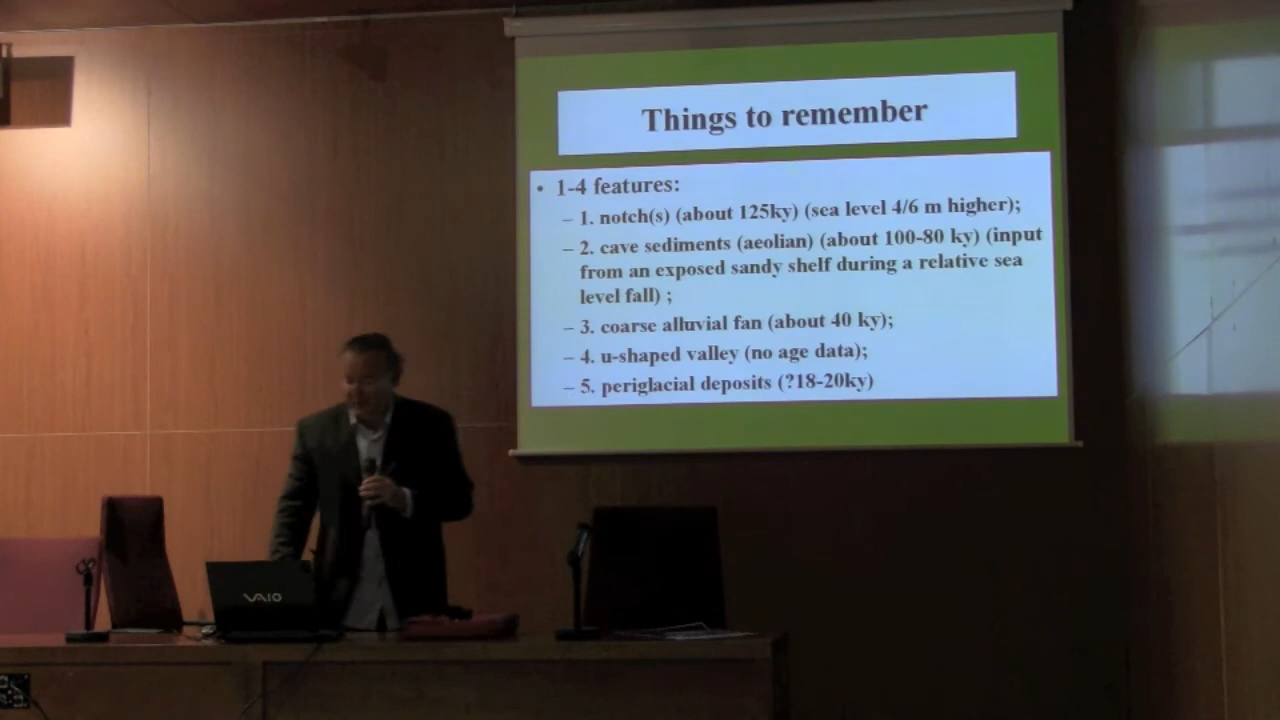 Things to remember
• 1-4 features:
– 1. notch(s) (about 125ky) (sea level 4/6 m higher);
– 2. cave sediments (aeolian) (about 100-80 ky) (input
from an exposed sandy shelf during a relative sea
level fall) ;
– 3. coarse alluvial fan (about 40 ky);
– 4. u-shaped valley (no age data);
– 5. periglacial deposits (?18-20ky)
VAIO